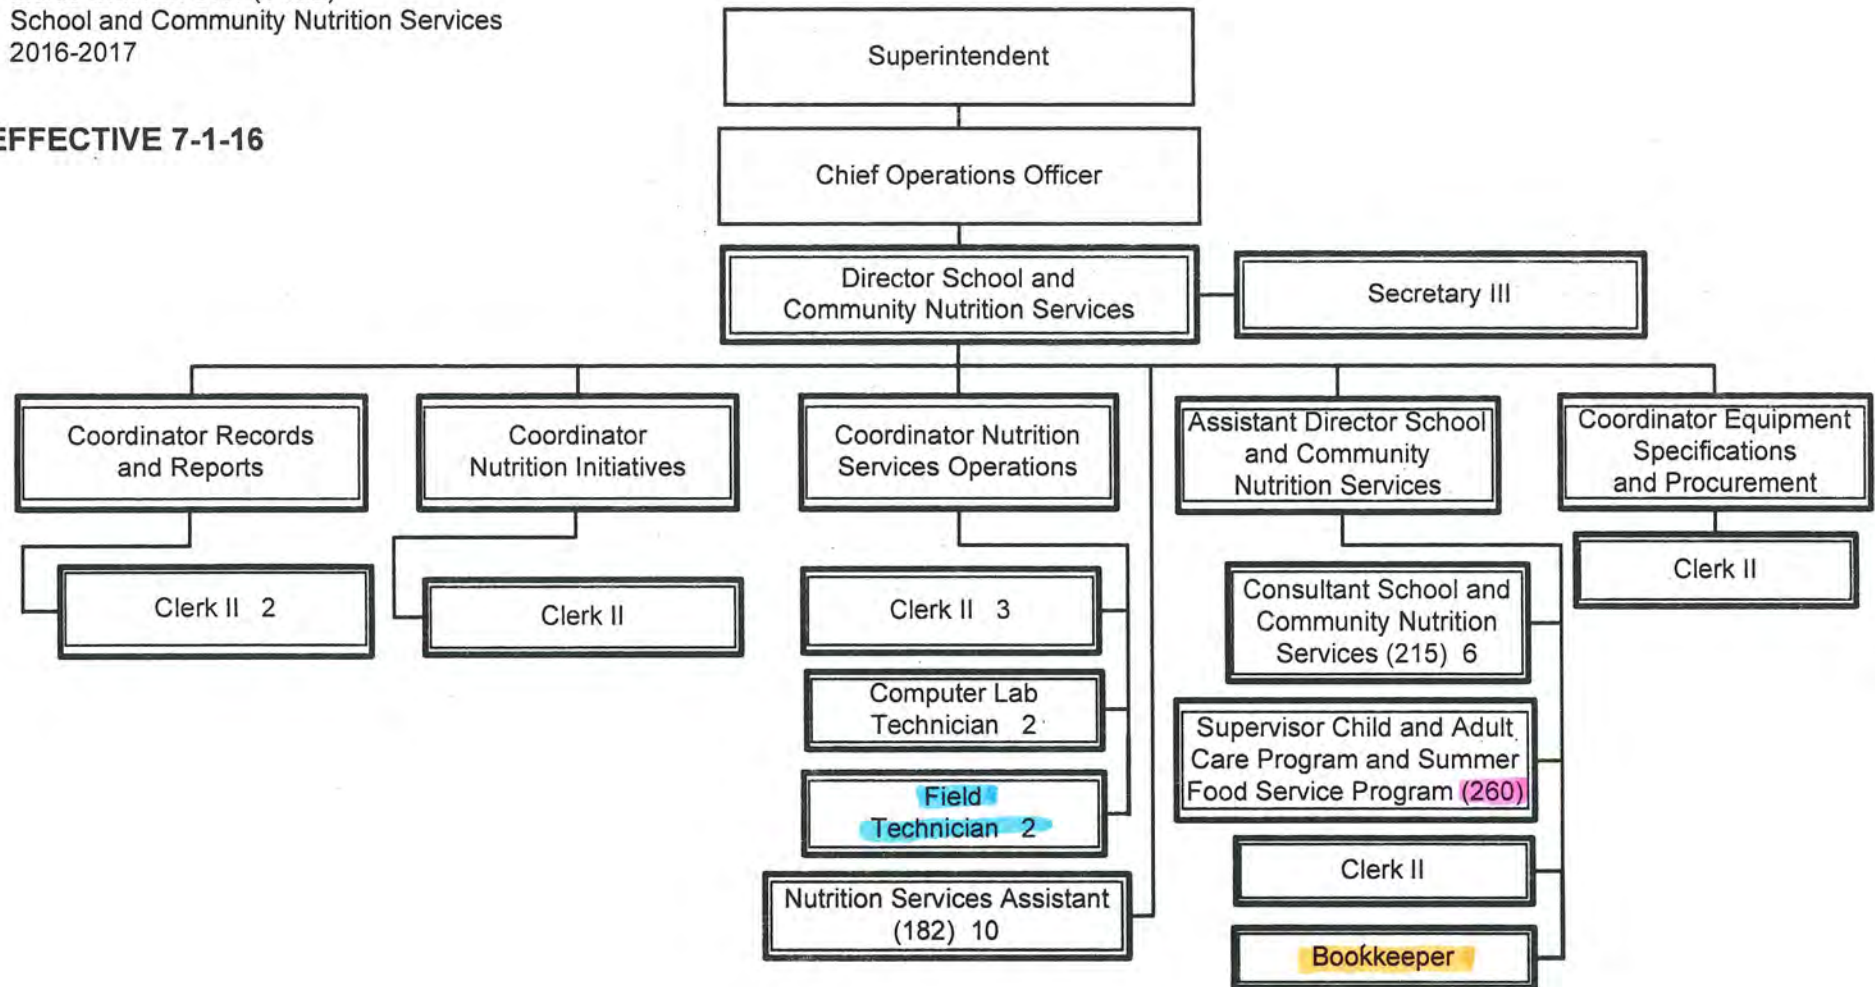 School and Community Nutrition Services
2016-2017
EFFECTIVE 7-1-16
Superintendent
Chief Operations Officer
Director School and
Community Nutrition Services
Secretary III
Coordinator Records
and Reports
Coordinator
Nutrition Initiatives
Coordinator Nutrition
Services Operations
Assistant Director School
and Community
Nutrition Services
Coordinator Equipment
Specifications
and Procurement
Clerk II 2
Clerk II
Clerk II 3
Computer Lab
Technician 2
Field
Technician 2
Nutrition Services Assistant
(182) 10
Consultant School and
Community Nutrition
Services (215) 6
Supervisor Child and Adult
Care Program and Summer
Food Service Program (260)
Clerk II
Bookkeeper
Clerk II